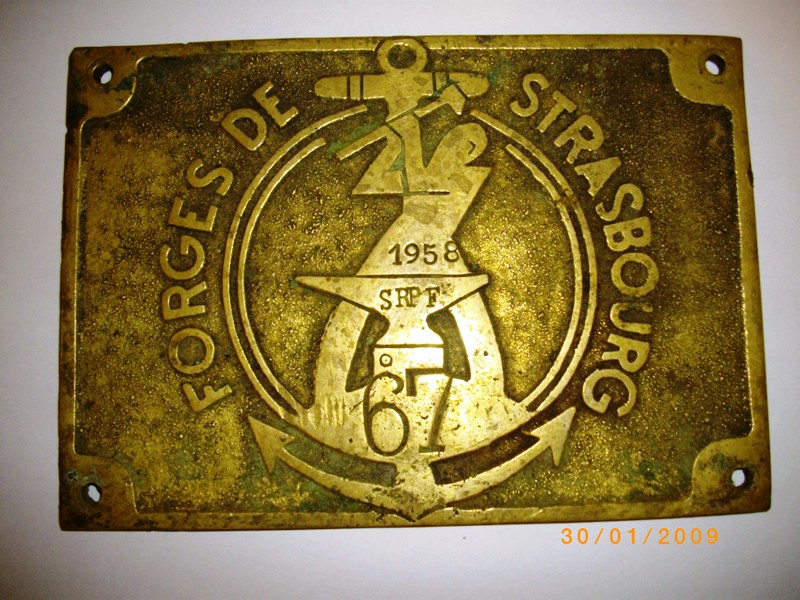 FORGES DE STRASBOURG
1958
SRPF
67
30/01/2009